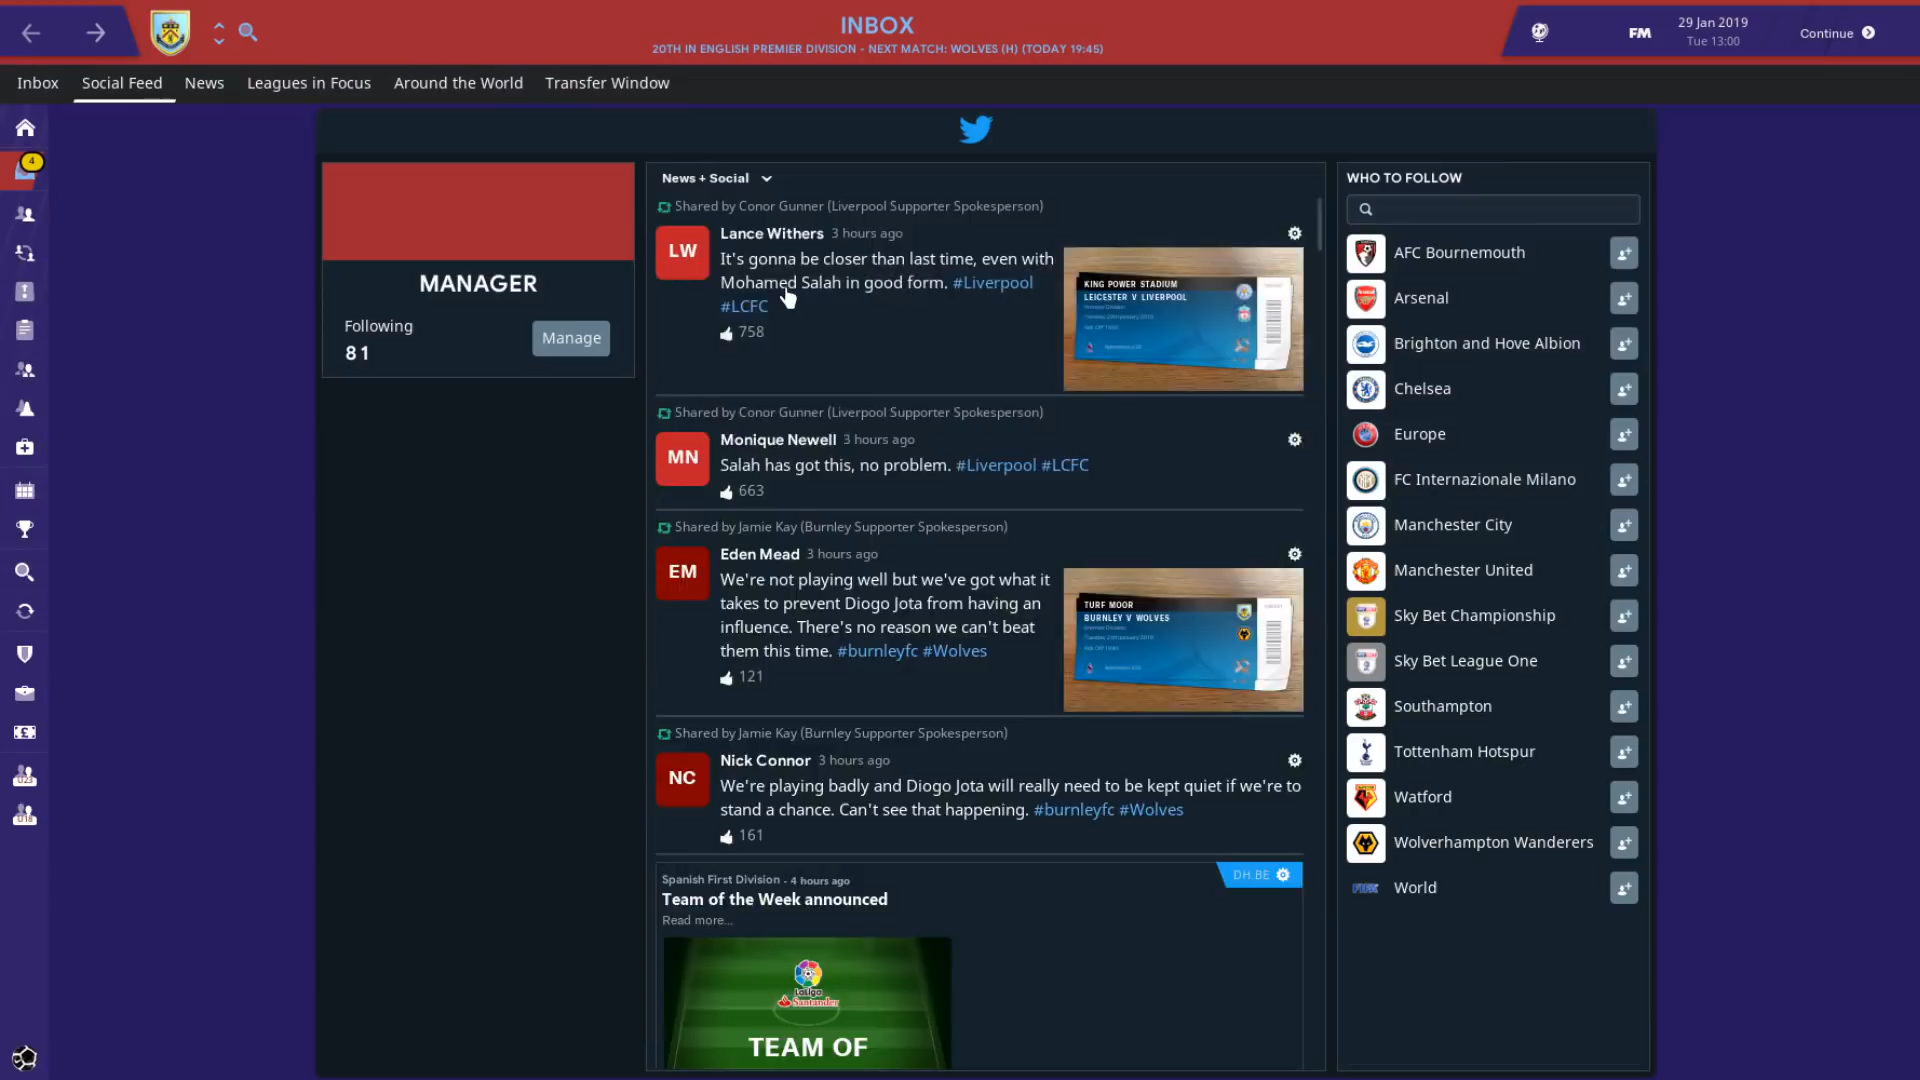 INBOX
20TH IN ENGLISH PREMIER DIVISION - NEXT MATCH: WOLVES (H) (TODAY 19:45)
FM
29 Jan 2019
Tue 13:00
Continue
Inbox
Social Feed
News
Leagues in Focus
Around the World
Transfer Window
4
MANAGER
Following
81
Manage
News + Social
Shared by Conor Gunner (Liverpool Supporter Spokesperson)
LW
Lance Withers 3 hours ago
It's gonna be closer than last time, even with
Mohamed Salah in good form. #Liverpool
#LCFC
758
KING POWER STADIUM
LEICESTER V LIVERPOOL
Shared by Conor Gunner (Liverpool Supporter Spokesperson)
MN
Monique Newell 3 hours ago
Salah has got this, no problem. #Liverpool #LCFC
663
Shared by Jamie Kay (Burnley Supporter Spokesperson)
EM
Eden Mead 3 hours ago
We're not playing well but we've got what it
takes to prevent Diogo Jota from having an
influence. There's no reason we can't beat
them this time. #burnleyfc #Wolves
121
TURF MOOR
BURNLEY V WOLVES
Shared by Jamie Kay (Burnley Supporter Spokesperson)
NC
Nick Connor 3 hours ago
We're playing badly and Diogo Jota will really need to be kept quiet if we're to
stand a chance. Can't see that happening. #burnleyfc #Wolves
161
Spanish First Division - 4 hours ago
DH.BE
Team of the Week announced
Read more...
LaLiga
Santander
TEAM OF
WHO TO FOLLOW
AFC Bournemouth
Arsenal
Brighton and Hove Albion
Chelsea
Europe
FC Internazionale Milano
Manchester City
Manchester United
Sky Bet Championship
Sky Bet League One
Southampton
Tottenham Hotspur
Watford
Wolverhampton Wanderers
World
U23
U18